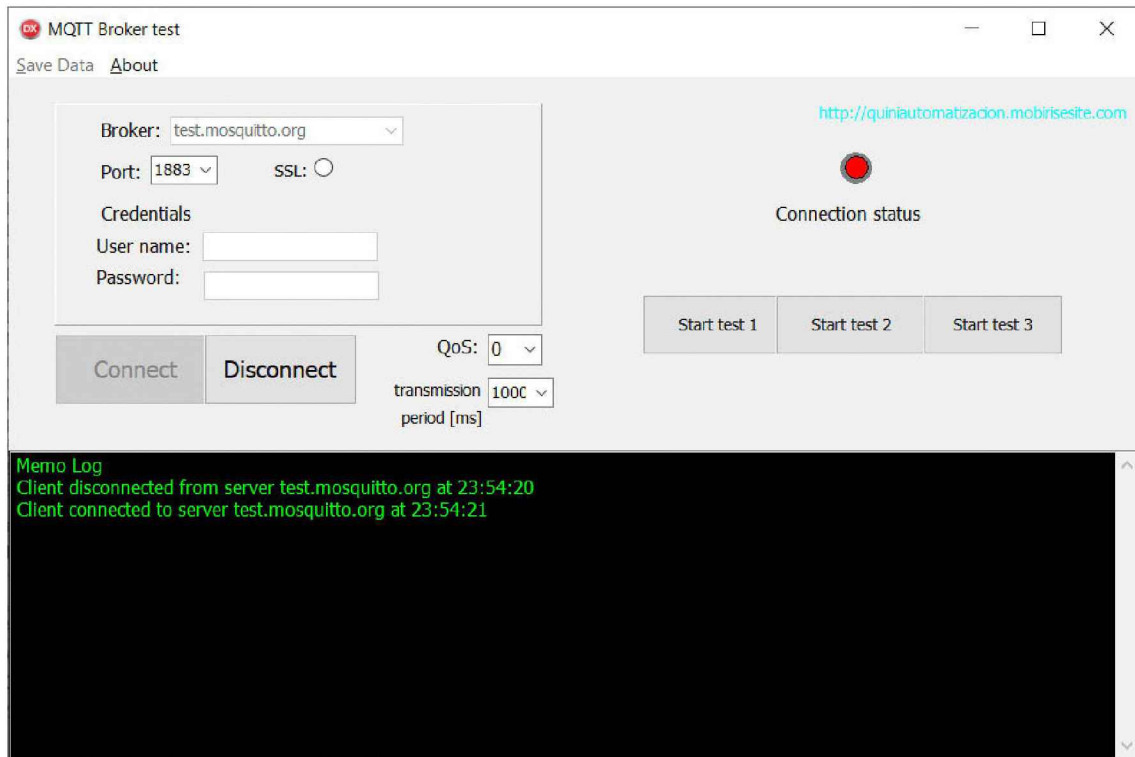 DX MQTT Broker test
Save Data About
http://quiniautomatizacion.mobirisesite.com
Broker: test.mosquitto.org
Port: 1883 SSL:
Credentials
User name:
Password:
Connection status
Start test 1 Start test 2 Start test 3
Connect Disconnect
QoS: 0
transmission 1000
period [ms]
Memo Log
Client disconnected from server test.mosquitto.org at 23:54:20
Client connected to server test.mosquitto.org at 23:54:21